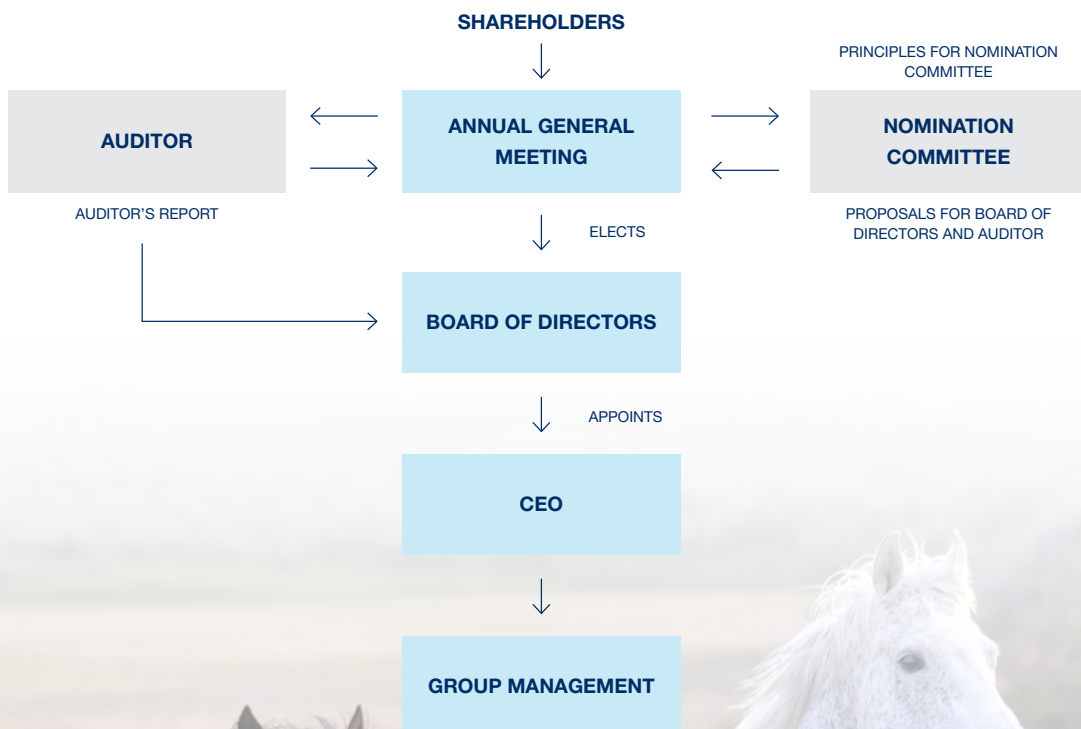 SHAREHOLDERS
PRINCIPLES FOR NOMINATION
COMMITTEE
AUDITOR
ANNUAL GENERAL
MEETING
NOMINATION
COMMITTEE
AUDITOR’S REPORT
PROPOSALS FOR BOARD OF
DIRECTORS AND AUDITOR
ELECTS
BOARD OF DIRECTORS
APPOINTS
CEO
GROUP MANAGEMENT